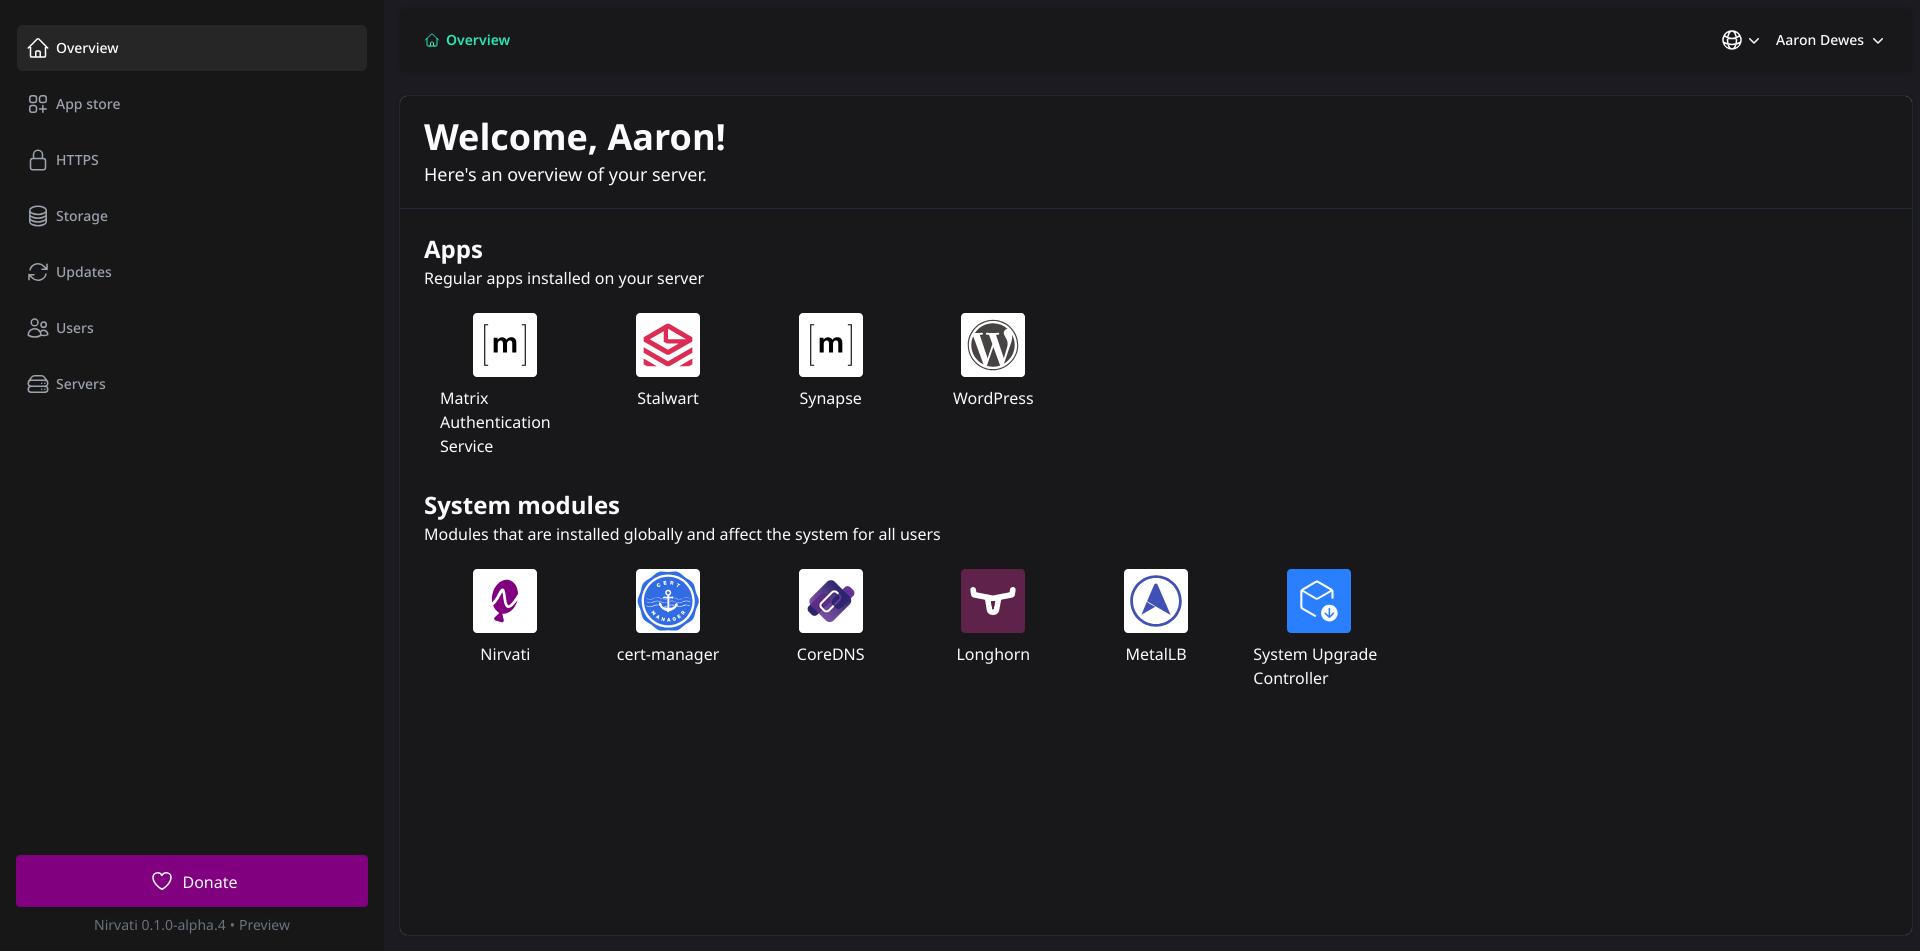 Overview
App store
HTTPS
Storage
Updates
Users
Servers
Donate
Nirvati 0.1.0-alpha.4 • Preview
Overview
Aaron Dewes
Welcome, Aaron!
Here's an overview of your server.
Apps
Regular apps installed on your server
[m]
[m]
W
Matrix
Authentication
Service
Stalwart
Synapse
WordPress
System modules
Modules that are installed globally and affect the system for all users
CERT
MANAGER
Nirvati
cert-manager
CoreDNS
Longhorn
MetalLB
System Upgrade
Controller